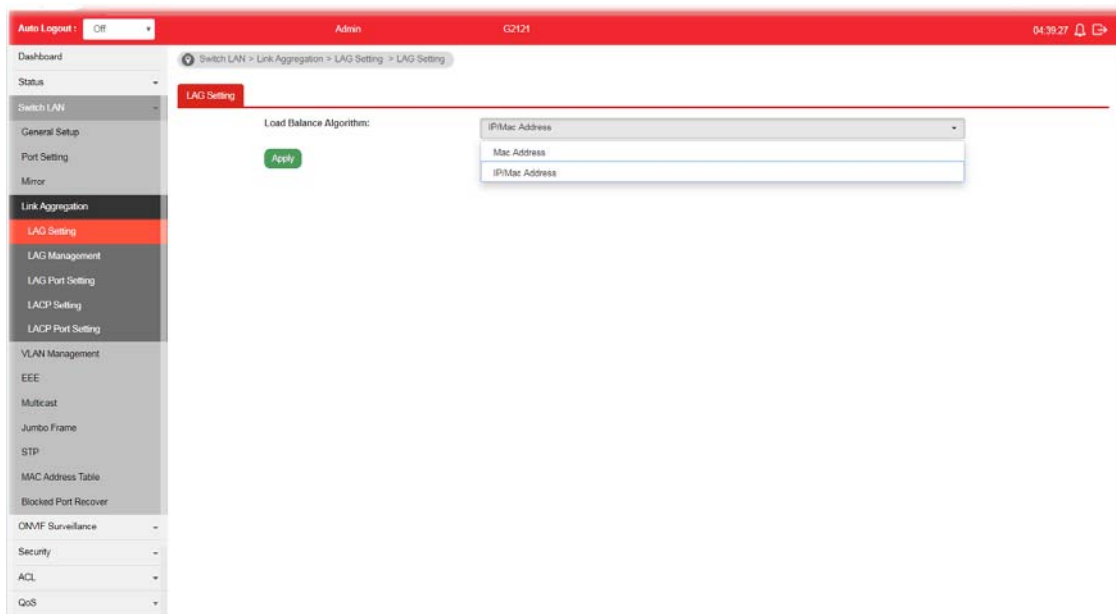 Auto Logout : Off Admin G2121 04:39:27
Dashboard
Switch LAN > Link Aggregation > LAG Setting > LAG Setting
Status
LAG Setting
Switch LAN
Load Balance Algorithm: IP/Mac Address
General Setup
Mac Address
Port Setting
Apply
IP/Mac Address
Mirror
Link Aggregation
LAG Setting
LAG Management
LAG Port Setting
LACP Setting
LACP Port Setting
VLAN Management
EEE
Multicast
Jumbo Frame
STP
MAC Address Table
Blocked Port Recover
ONVIF Surveillance
Security
ACL
QoS